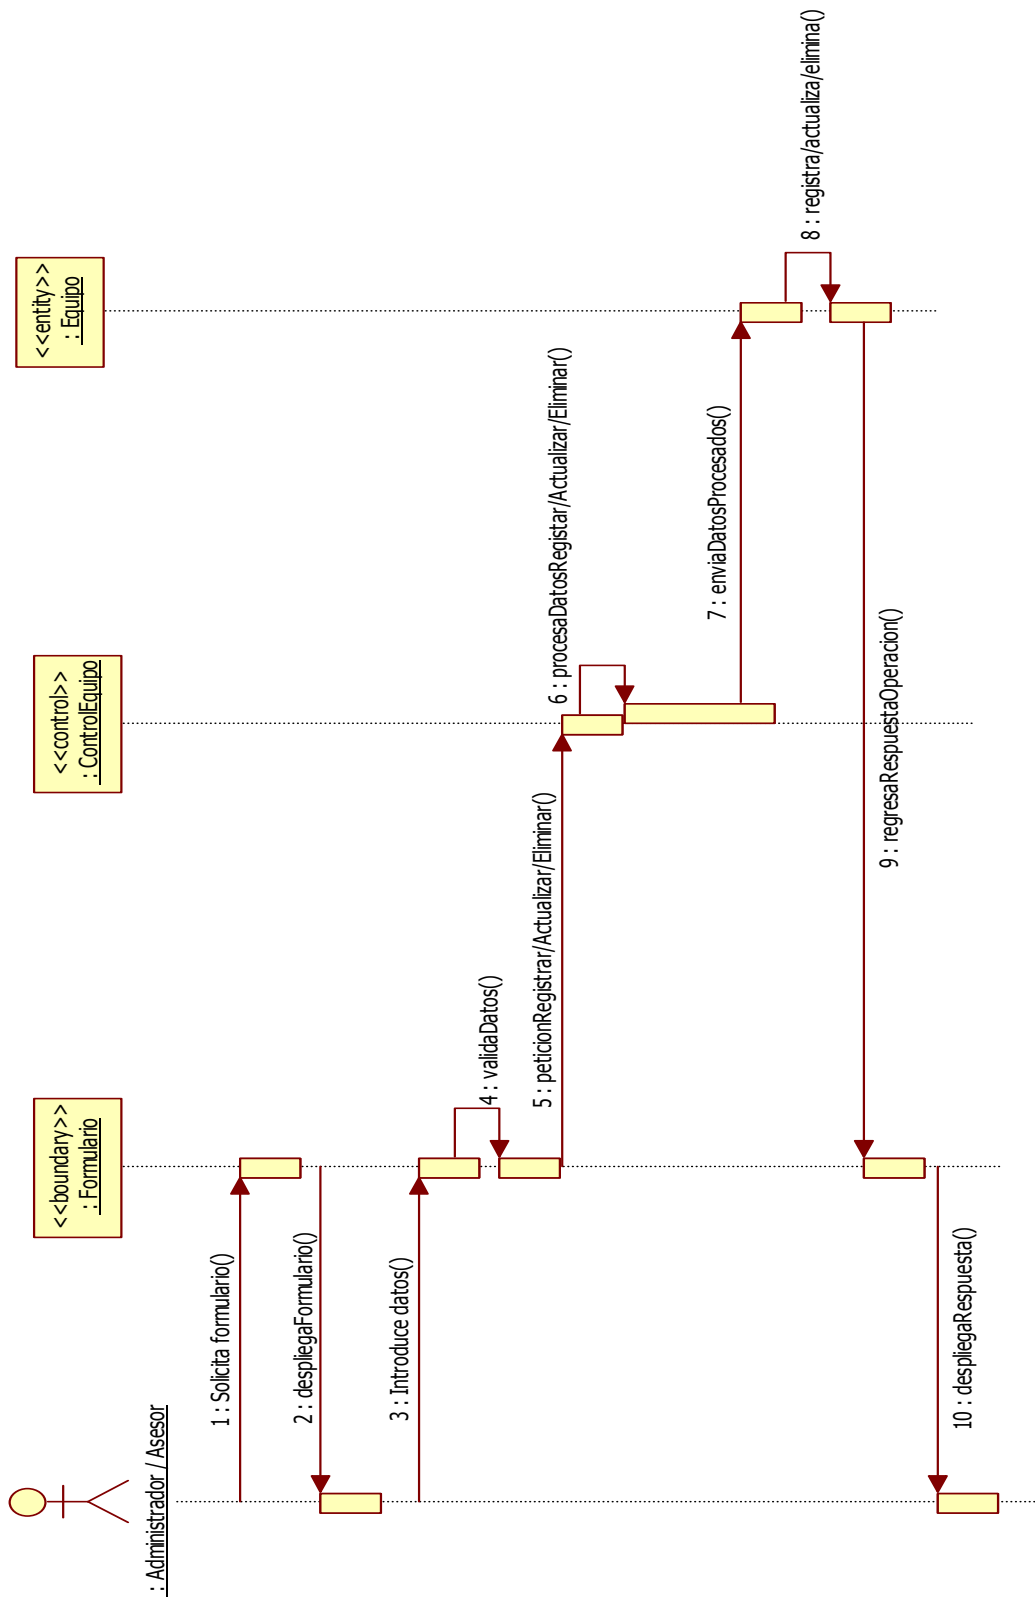 : Administrador / Asesor
<<boundary>>
: Formulario
<<control>>
: ControlEquipo
<<entity>>
: Equipo
1 : Solicita formulario()
2 : despliegaFormulario()
3 : Introduce datos()
4 : validaDatos()
5 : peticionRegistrar/Actualizar/Eliminar()
6 : procesaDatosRegistar/Actualizar/Eliminar()
7 : enviaDatosProcesados()
8 : registra/actualiza/elimina()
9 : regresaRespuestaOperacion()
10 : despliegaRespuesta()